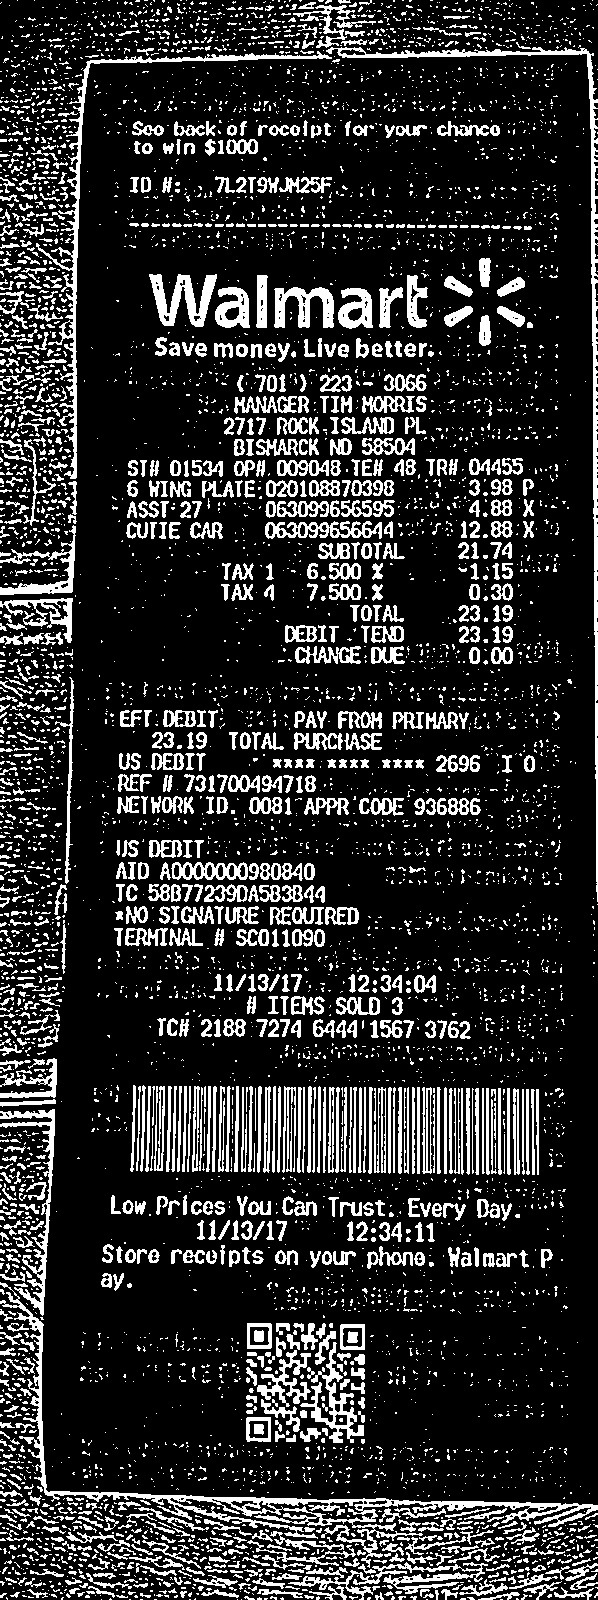 See back of receipt for your chance
to win $1000
ID #: 7L2T9WJM25F
Walmart
Save money. Live better.
( 701 ) 223 - 3066
MANAGER TIM MORRIS
2717 ROCK ISLAND PL
BISMARCK ND 58504
ST# 01534 OP# 009048 TE# 48 TR# 04455
6 WING PLATE 020108870398 3.98 P
ASST 27 063099656595 4.88 X
CUTIE CAR 063099656644 12.88 X
SUBTOTAL 21.74
TAX 1 6.500 % 1.15
TAX 4 7.500 % 0.30
TOTAL 23.19
DEBIT TEND 23.19
CHANGE DUE 0.00
EFT DEBIT PAY FROM PRIMARY
23.19 TOTAL PURCHASE
US DEBIT **** **** **** 2696 I 0
REF # 731700494718
NETWORK ID. 0081 APPR CODE 936886
US DEBIT
AID A0000000980840
TC 58B77239DA583B44
*NO SIGNATURE REQUIRED
TERMINAL # SC011090
11/13/17 12:34:04
# ITEMS SOLD 3
TC# 2188 7274 6444 1567 3762
Low Prices You Can Trust. Every Day.
11/13/17 12:34:11
Store receipts on your phone. Walmart P
ay.